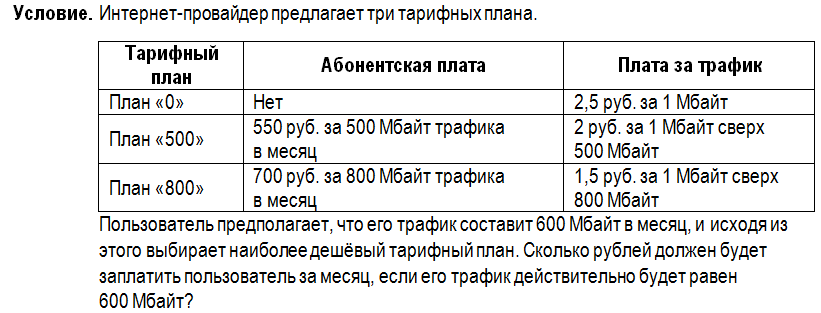 Условие. Интернет-провайдер предлагает три тарифных плана.
Тарифный план
Абонентская плата
Плата за трафик
План «0»
Нет
2,5 руб. за 1 Мбайт
План «500»
550 руб. за 500 Мбайт трафика
в месяц
2 руб. за 1 Мбайт сверх
500 Мбайт
План «800»
700 руб. за 800 Мбайт трафика
в месяц
1,5 руб. за 1 Мбайт сверх
800 Мбайт
Пользователь предполагает, что его трафик составит 600 Мбайт в месяц, и исходя из
этого выбирает наиболее дешёвый тарифный план. Сколько рублей должен будет
заплатить пользователь за месяц, если его трафик действительно будет равен
600 Мбайт?